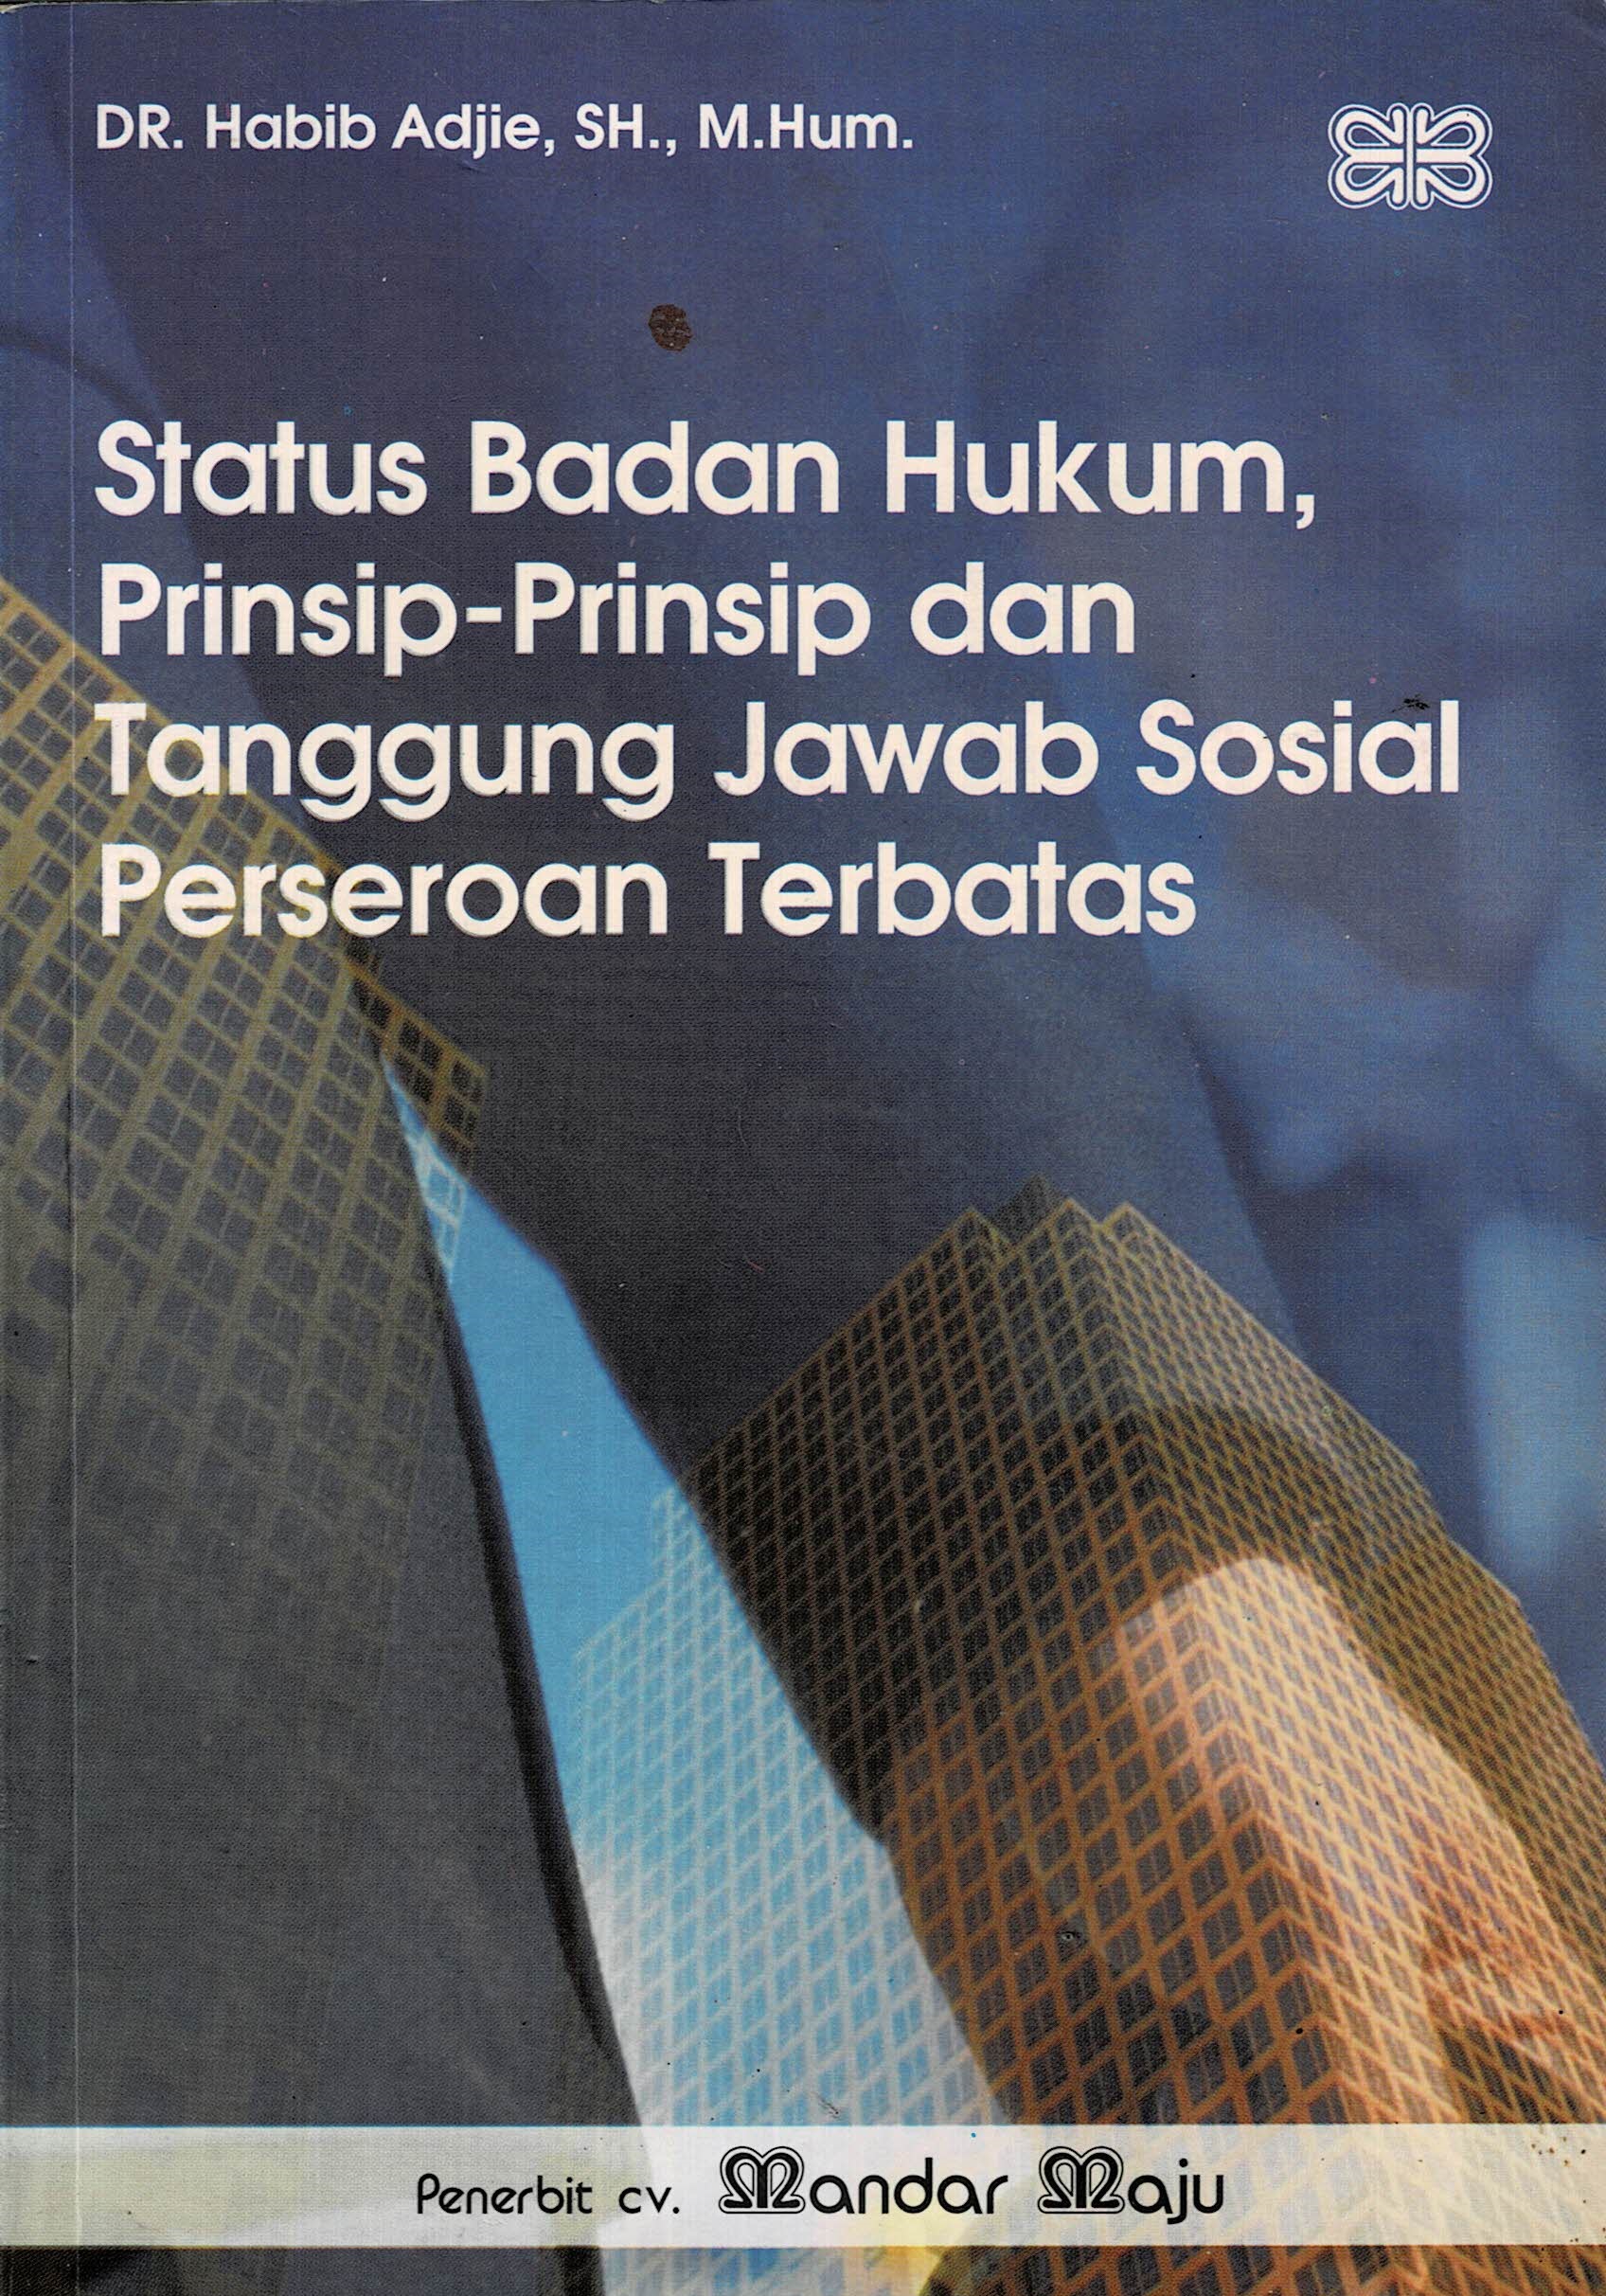 DR. Habib Adjie, SH., M.Hum.
Status Badan Hukum,
Prinsip-Prinsip dan
Tanggung Jawab Sosial
Perseroan Terbatas
Penerbit cv. Mandar Maju